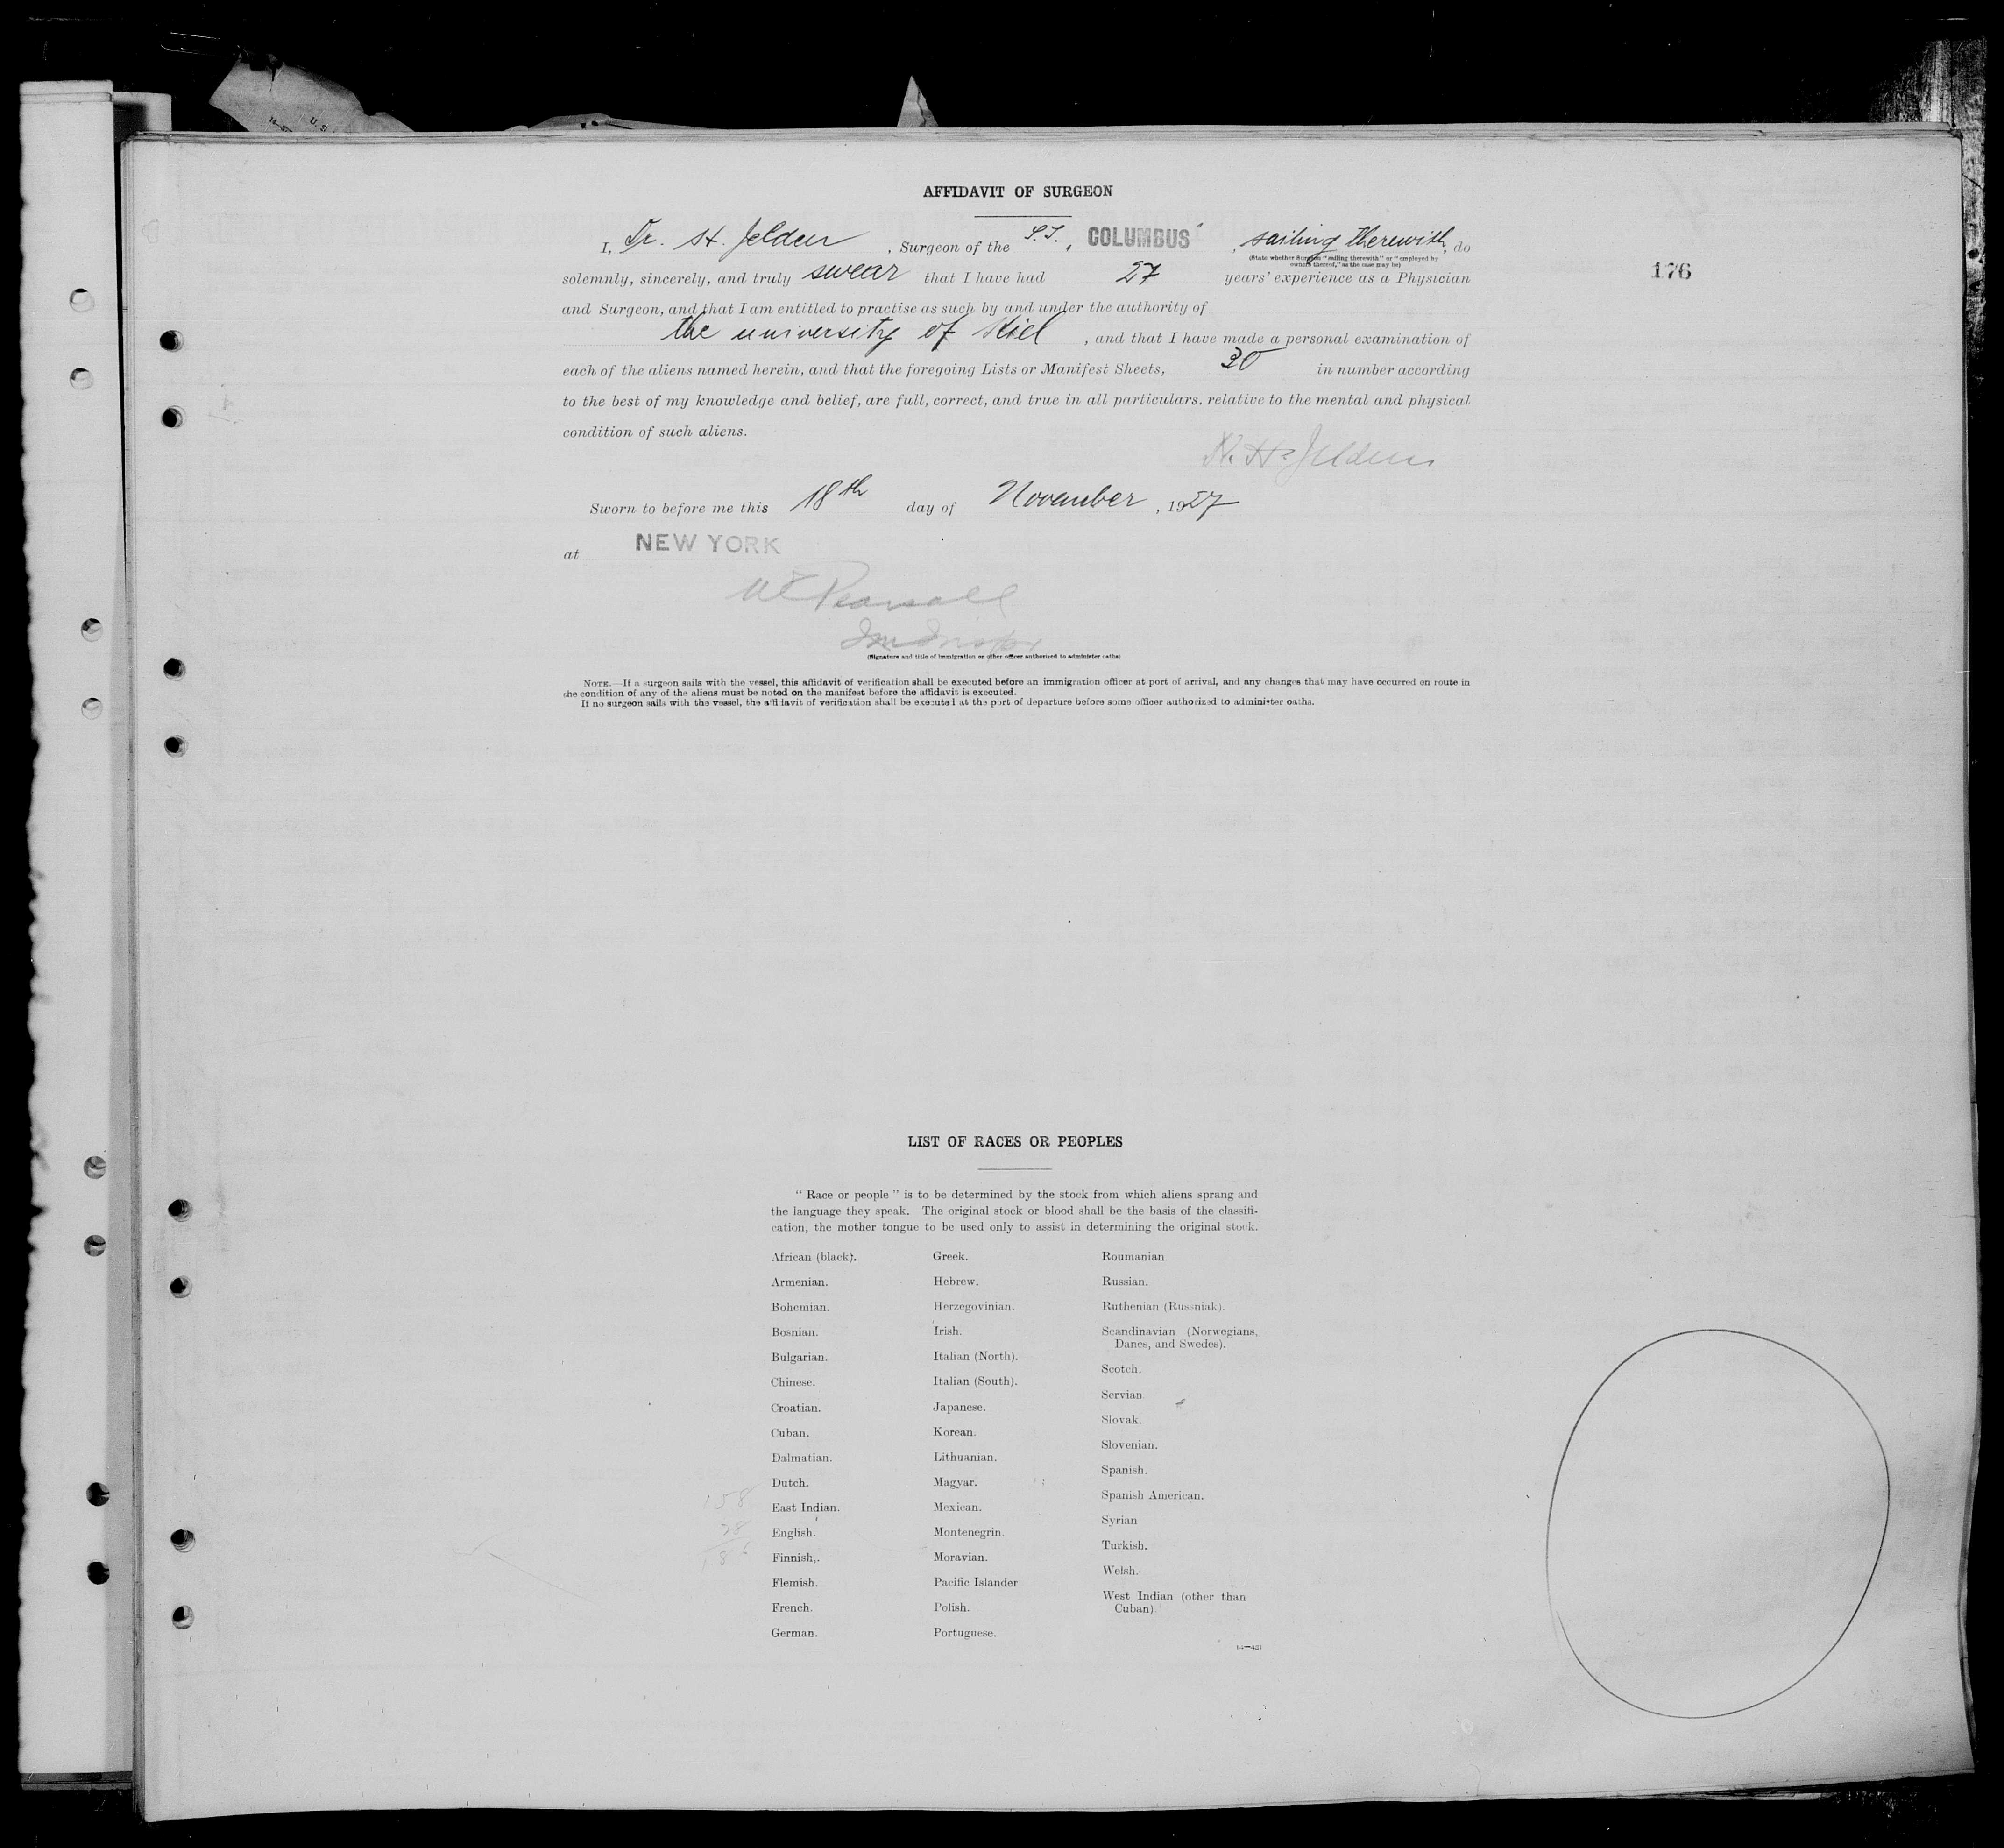 AFFIDAVIT OF SURGEON
I, Dr. H. Jelden, Surgeon of the S.S., COLUMBUS, sailing therewith, do
(State whether Surgeon "sailing therewith" or "employed by
owners thereof," as the case may be)
176
solemnly, sincerely, and truly swear that I have had 27 years' experience as a Physician
and Surgeon, and that I am entitled to practise as such by and under the authority of
the university of Kiel, and that I have made a personal examination of
each of the aliens named herein, and that the foregoing Lists or Manifest Sheets, 30 in number according
to the best of my knowledge and belief, are full, correct, and true in all particulars, relative to the mental and physical
condition of such aliens.
H. Jelden
Sworn to before me this 18th day of November, 1927
at NEW YORK
Pearsall
(Signature and title of immigration or other officer authorized to administer oaths)
NOTE.—If a surgeon sails with the vessel, this affidavit of verification shall be executed before an immigration officer at port of arrival, and any changes that may have occurred en route in
the condition of any of the aliens must be noted on the manifest before the affidavit is executed.
If no surgeon sails with the vessel, the affidavit of verification shall be executed at the port of departure before some officer authorized to administer oaths.
LIST OF RACES OR PEOPLES
"Race or people" is to be determined by the stock from which aliens sprang and
the language they speak. The original stock or blood shall be the basis of the classifi-
cation, the mother tongue to be used only to assist in determining the original stock.
African (black).
Armenian.
Bohemian.
Bosnian.
Bulgarian.
Chinese.
Croatian.
Cuban.
Dalmatian.
Dutch.
East Indian.
English.
Finnish.
Flemish.
French.
German.
Greek.
Hebrew.
Herzegovinian.
Irish.
Italian (North).
Italian (South).
Japanese.
Korean.
Lithuanian.
Magyar.
Mexican.
Montenegrin.
Moravian.
Pacific Islander
Polish.
Portuguese.
Roumanian
Russian.
Ruthenian (Russniak).
Scandinavian (Norwegians,
Danes, and Swedes).
Scotch.
Servian
Slovak.
Slovenian.
Spanish.
Spanish American.
Syrian
Turkish.
Welsh.
West Indian (other than
Cuban).
158
28
186